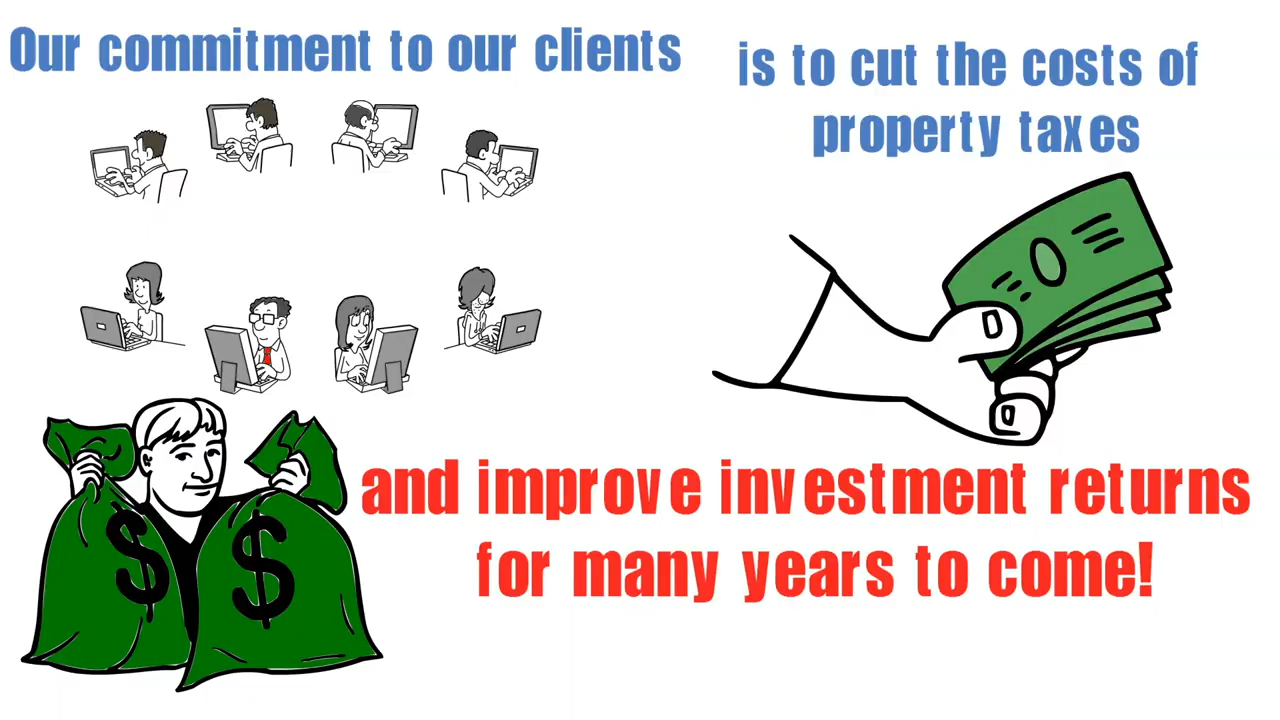 Our commitment to our clients
is to cut the costs of
property taxes
$
$
and improve investment returns
for many years to come!